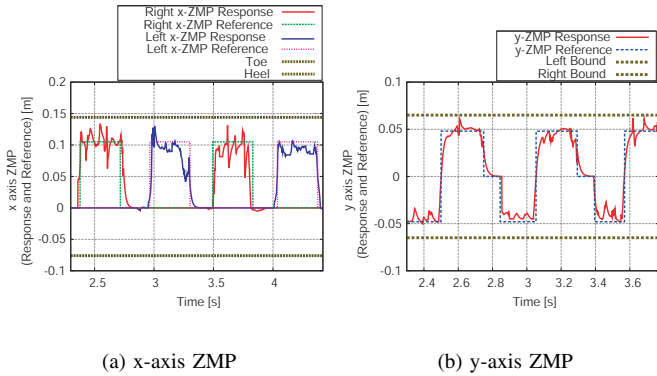 Right x-ZMP Response
Right x-ZMP Reference
Left x-ZMP Response
Left x-ZMP Reference
Toe
Heel
x axis ZMP
(Response and Reference) [m]
0.2
0.15
0.1
0.05
0
-0.05
-0.1
2.5
3
3.5
4
Time [s]
(a) x-axis ZMP
y-ZMP Response
y-ZMP Reference
Left Bound
Right Bound
y axis ZMP
(Response and Reference) [m]
0.1
0.05
0
-0.05
-0.1
2.4
2.6
2.8
3
3.2
3.4
3.6
Time [s]
(b) y-axis ZMP